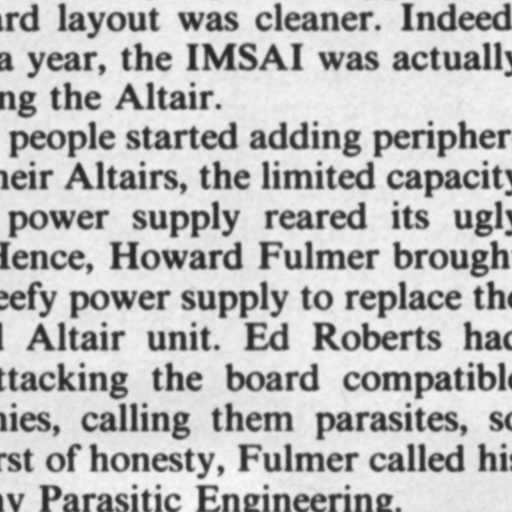 ard layout was cleaner. Indeed
a year, the IMSAI was actually
ng the Altair.
people started adding peripher
heir Altairs, the limited capacity
power supply reared its ugly
Hence, Howard Fulmer brought
eefy power supply to replace the
l Altair unit. Ed Roberts had
ttacking the board compatible
nies, calling them parasites, so
rst of honesty, Fulmer called his
ny Parasitic Engineering.